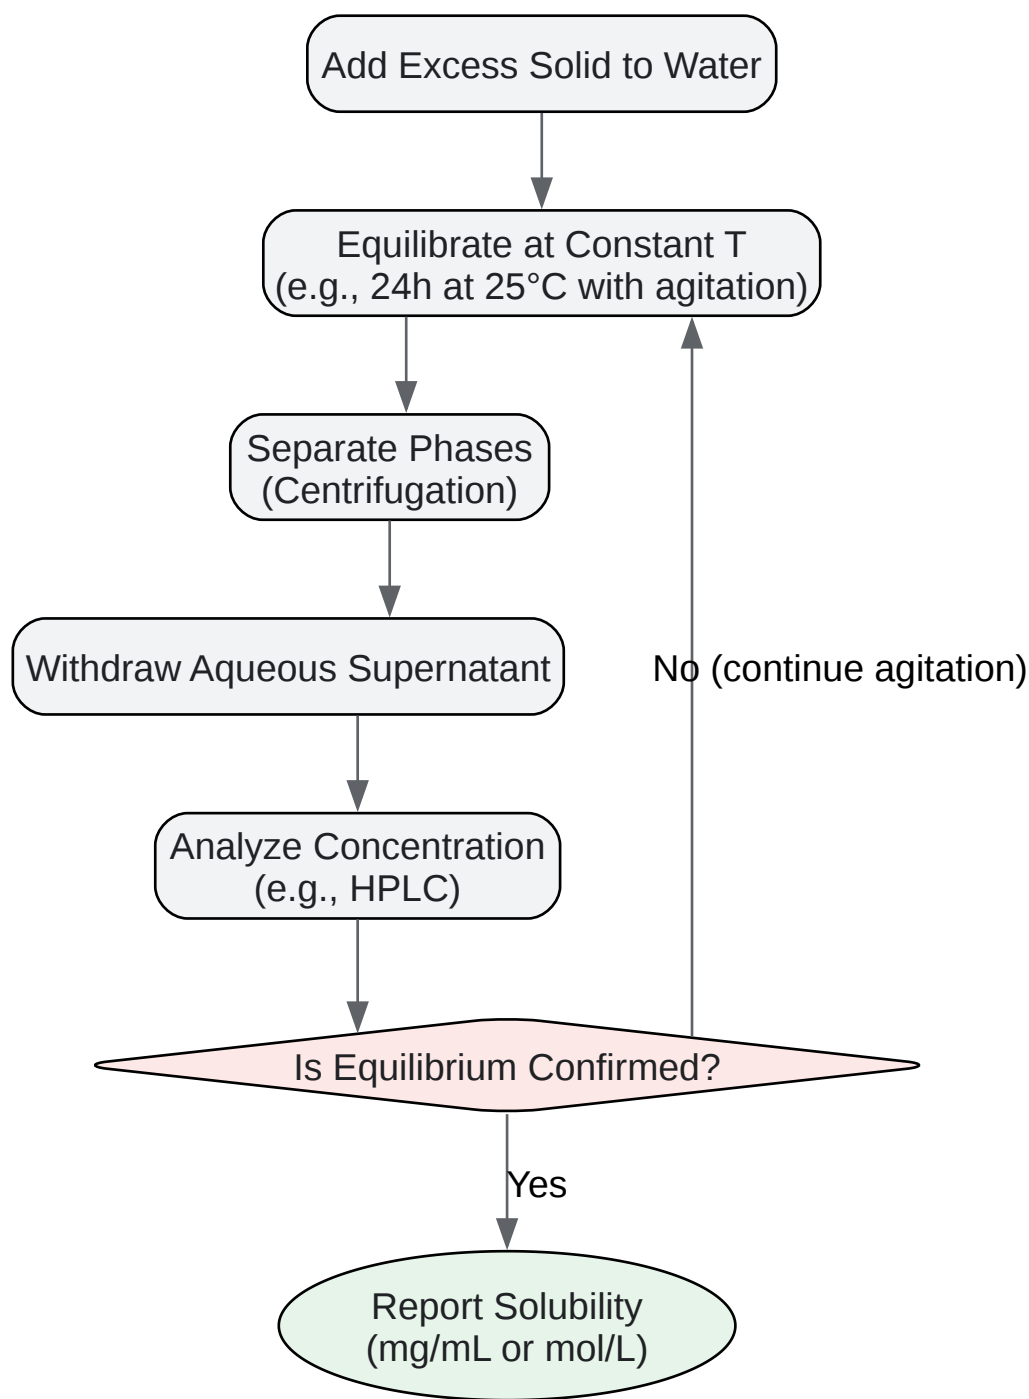 Add Excess Solid to Water
Equilibrate at Constant T
(e.g., 24h at 25°C with agitation)
Separate Phases
(Centrifugation)
Withdraw Aqueous Supernatant
No (continue agitation)
Analyze Concentration
(e.g., HPLC)
Is Equilibrium Confirmed?
Yes
Report Solubility
(mg/mL or mol/L)